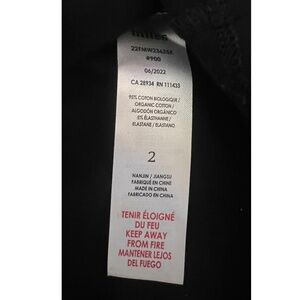 miles
#900
06/2022
CA 28934 RN 111433
95% COTON BIOLOGIQUE /
ORGANIC COTTON /
ALGODÓN ORGÁNICO
5% ÉLASTHANNE /
ELASTANE / ELASTANO
2
NANJIN / JIANGSU
FABRIQUÉ EN CHINE
MADE IN CHINA
FABRICADO EN CHINA
TENIR ÉLOIGNÉ
DU FEU
KEEP AWAY
FROM FIRE
MANTENER LEJOS
DEL FUEGO